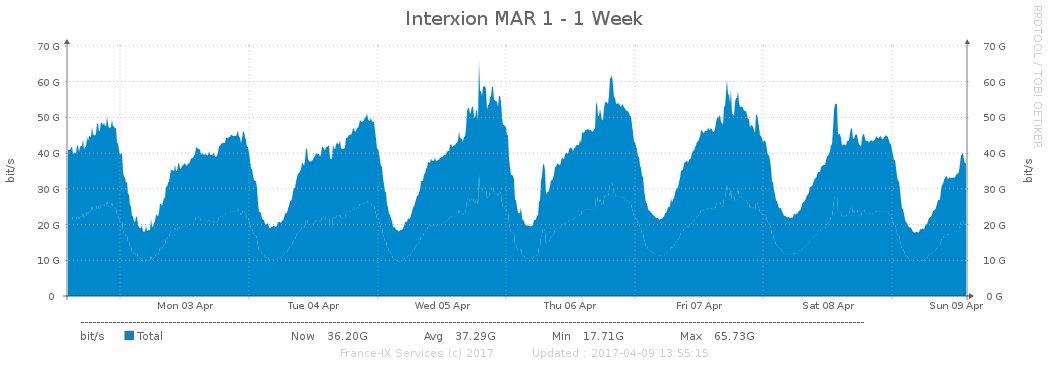 Interxion MAR 1 - 1 Week
RRDTOOL / TOBI OETIKER
bit/s
bit/s
70 G 70 G
60 G 60 G
50 G 50 G
40 G 40 G
30 G 30 G
20 G 20 G
10 G 10 G
0 0 G
Mon 03 Apr Tue 04 Apr Wed 05 Apr Thu 06 Apr Fri 07 Apr Sat 08 Apr Sun 09 Apr
bit/s Total Now 36.20G Avg 37.29G Min 17.71G Max 65.73G
France-IX Services (c) 2017 Updated : 2017-04-09 13:55:15